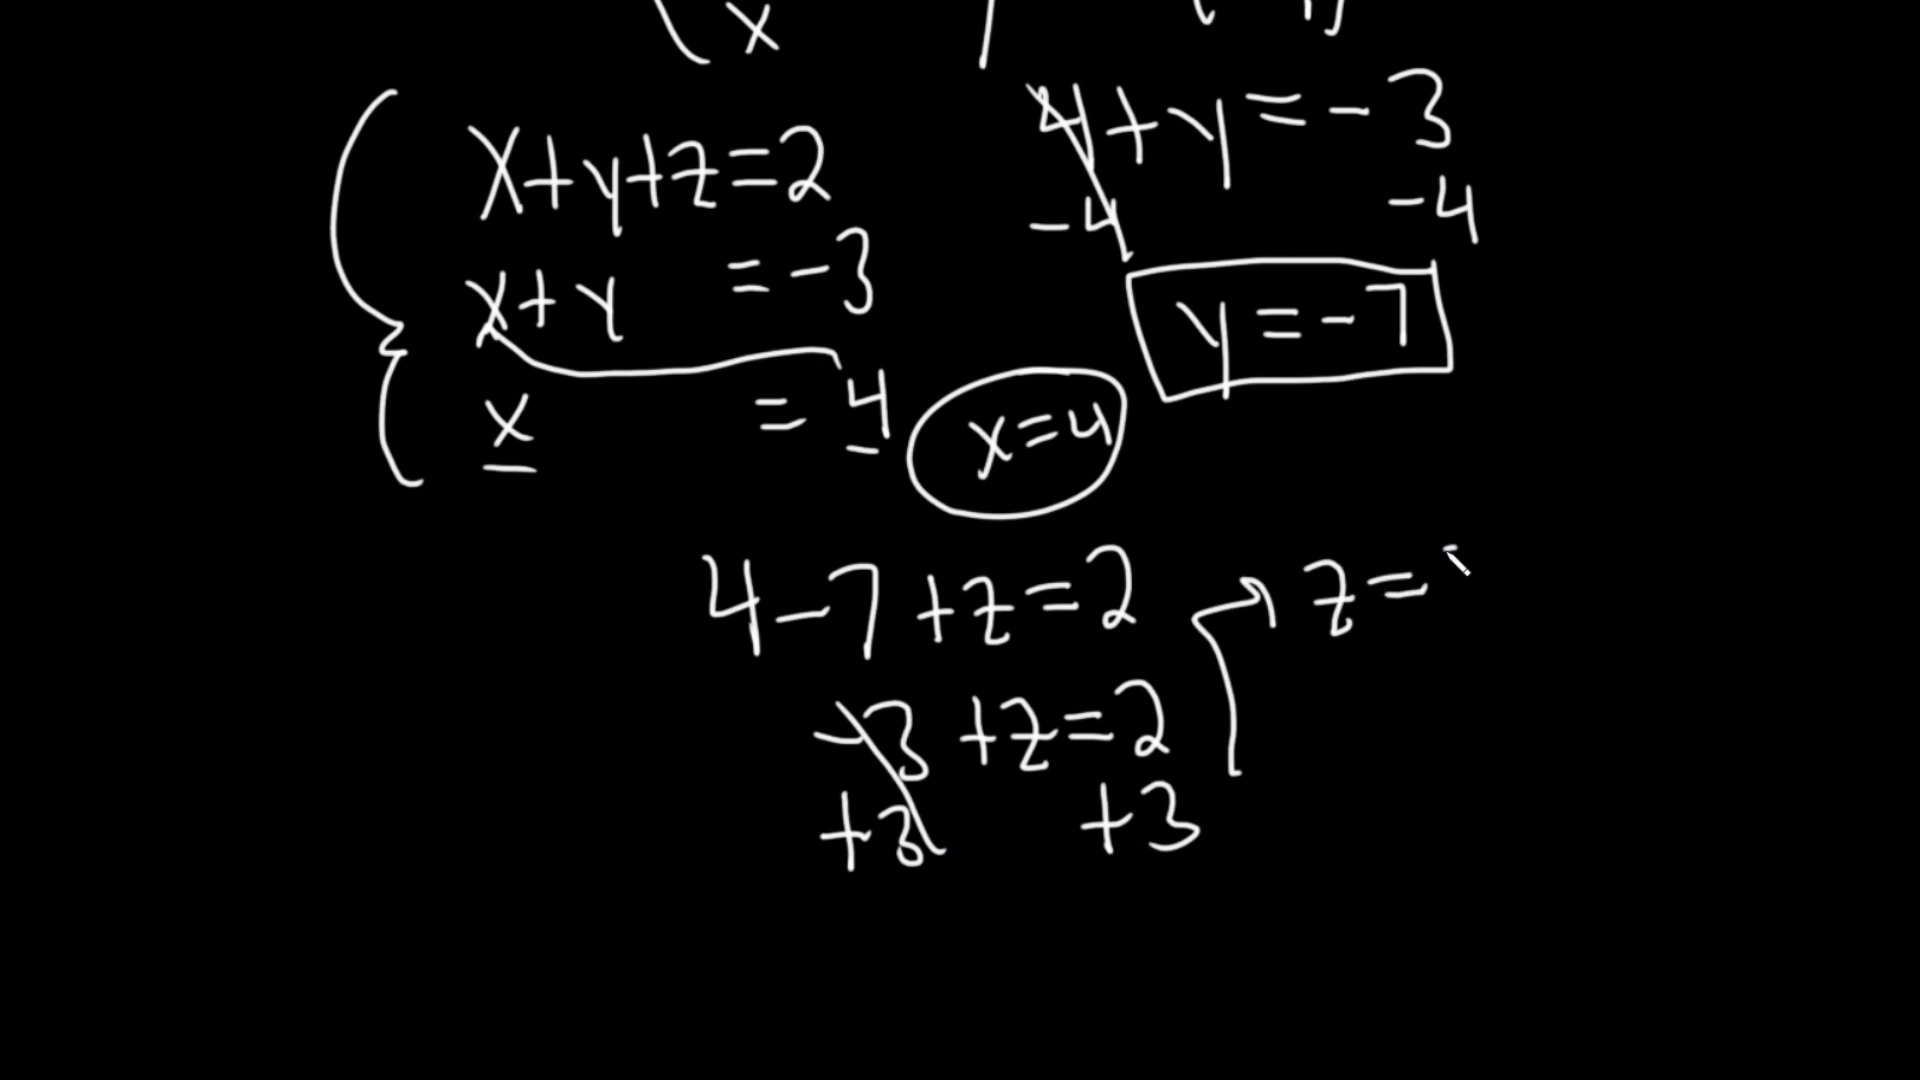 x
x+y+z=2
x+y =-3
x =4
4+y=-3
-4 -4
y=-7
x=4
4-7+z=2
-3+z=2
+3 +3
z=